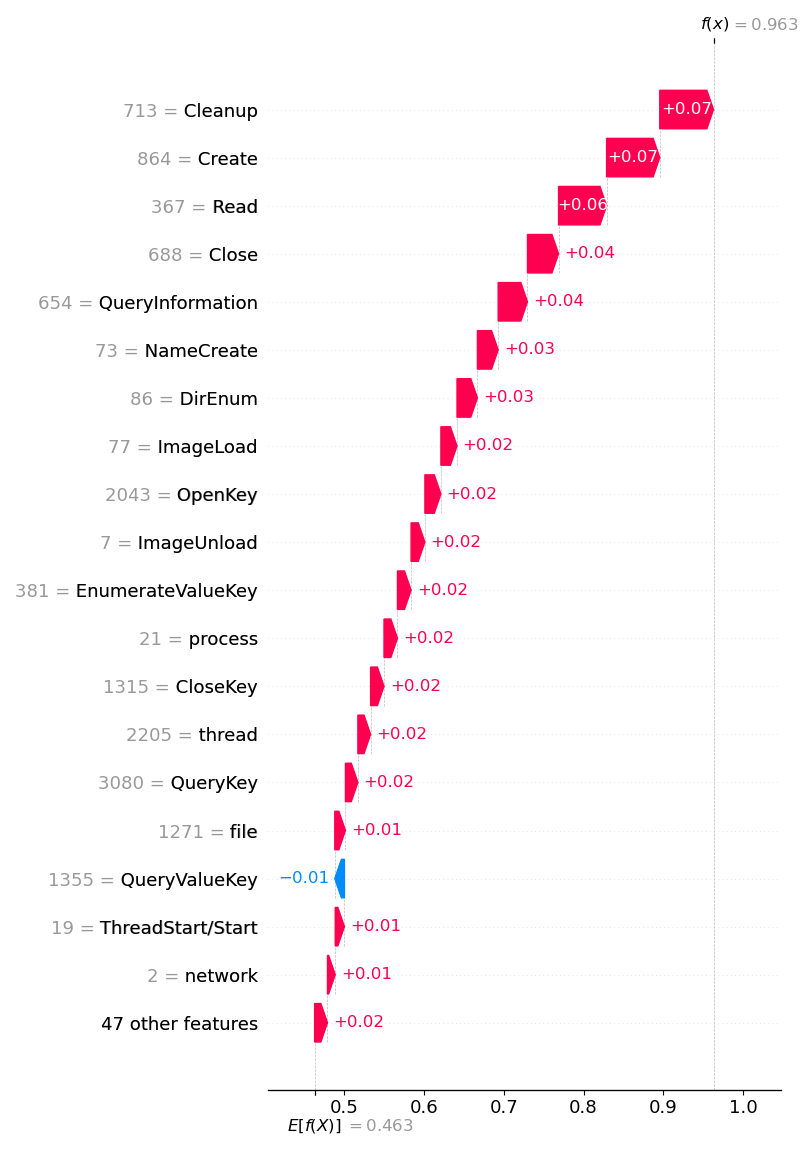 f(x) = 0.963
713 = Cleanup +0.07
864 = Create +0.07
367 = Read +0.06
688 = Close +0.04
654 = QueryInformation +0.04
73 = NameCreate +0.03
86 = DirEnum +0.03
77 = ImageLoad +0.02
2043 = OpenKey +0.02
7 = ImageUnload +0.02
381 = EnumerateValueKey +0.02
21 = process +0.02
1315 = CloseKey +0.02
2205 = thread +0.02
3080 = QueryKey +0.02
1271 = file +0.01
1355 = QueryValueKey −0.01
19 = ThreadStart/Start +0.01
2 = network +0.01
47 other features +0.02
0.5 0.6 0.7 0.8 0.9 1.0
E[f(X)] = 0.463